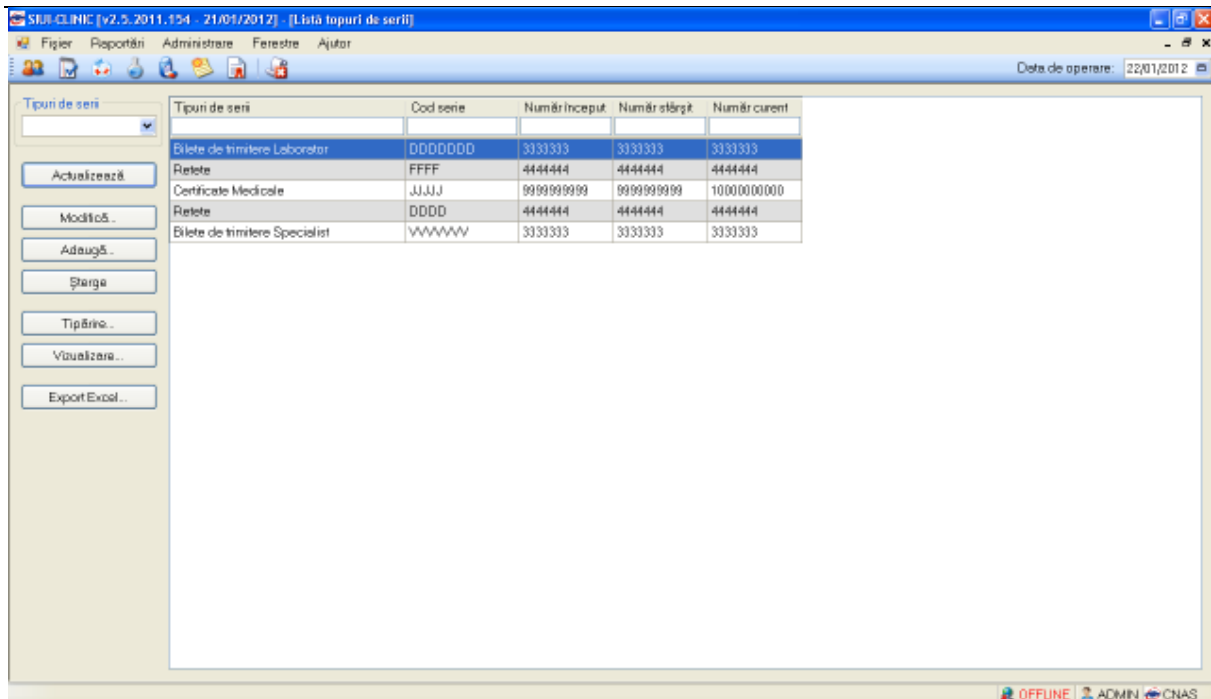 SIUI-CLINIC [v2.5.2011.154 - 21/01/2012] - [Listă topuri de serii]
Fişier Raportări Administrare Ferestre Ajutor
Data de operare: 22/01/2012
Tipuri de serii
Tipuri de serii Cod serie Număr început Număr sfârşit Număr curent
Bilete de trimitere Laborator DDDDDDD 3333333 3333333 3333333
Retete FFFF 4444444 4444444 4444444
Certificate Medicale JJJJJ 9999999999 9999999999 10000000000
Retete DDDD 4444444 4444444 4444444
Bilete de trimitere Specialist VVVVVVV 3333333 3333333 3333333
Actualizează
Modifică...
Adaugă...
Şterge
Tipărire...
Vizualizare...
Export Excel...
OFFLINE ADMIN CNAS